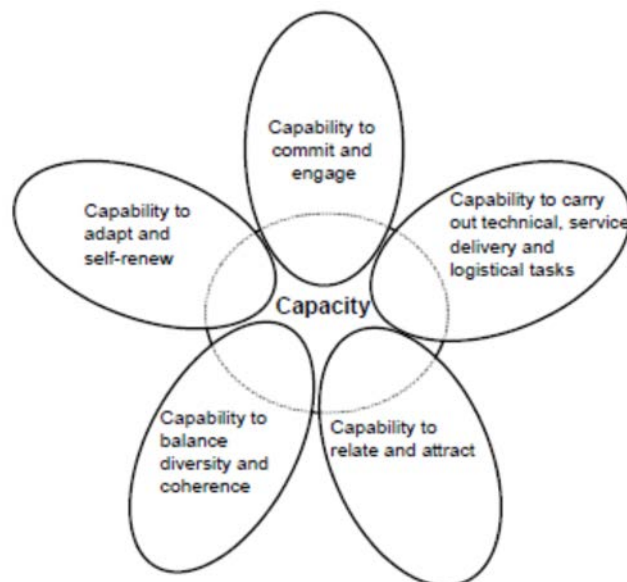 Capability to
commit and
engage
Capability to carry
out technical, service
delivery and
logistical tasks
Capability to
adapt and
self-renew
Capacity
Capability to
balance
diversity and
coherence
Capability to
relate and attract